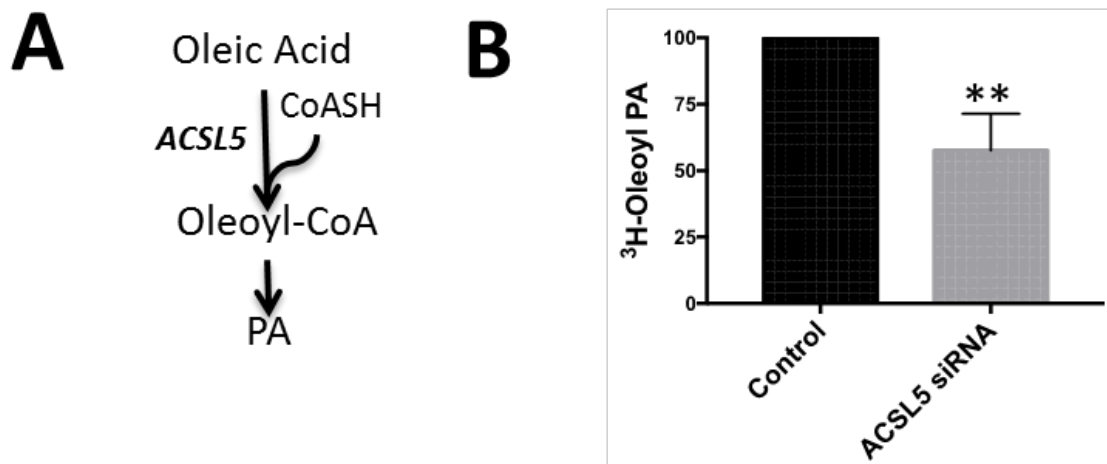 A
Oleic Acid
CoASH
ACSL5
Oleoyl-CoA
PA
B
³H-Oleoyl PA
100
75
50
25
0
**
Control
ACSL5 siRNA